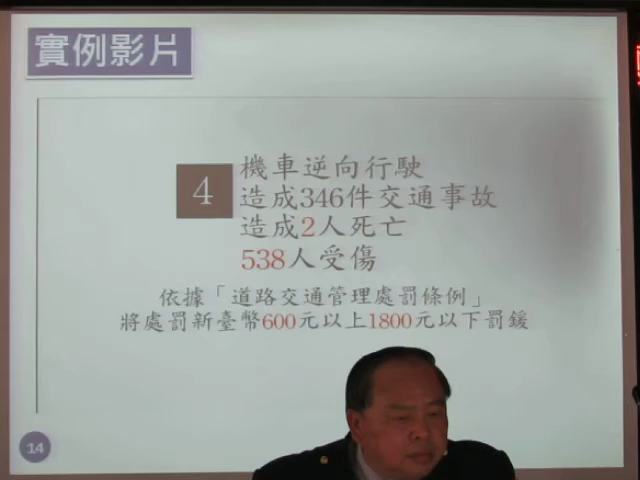 實例影片
4
機車逆向行駛
造成346件交通事故
造成2人死亡
538人受傷
依據「道路交通管理處罰條例」
將處罰新臺幣600元以上1800元以下罰鍰
14